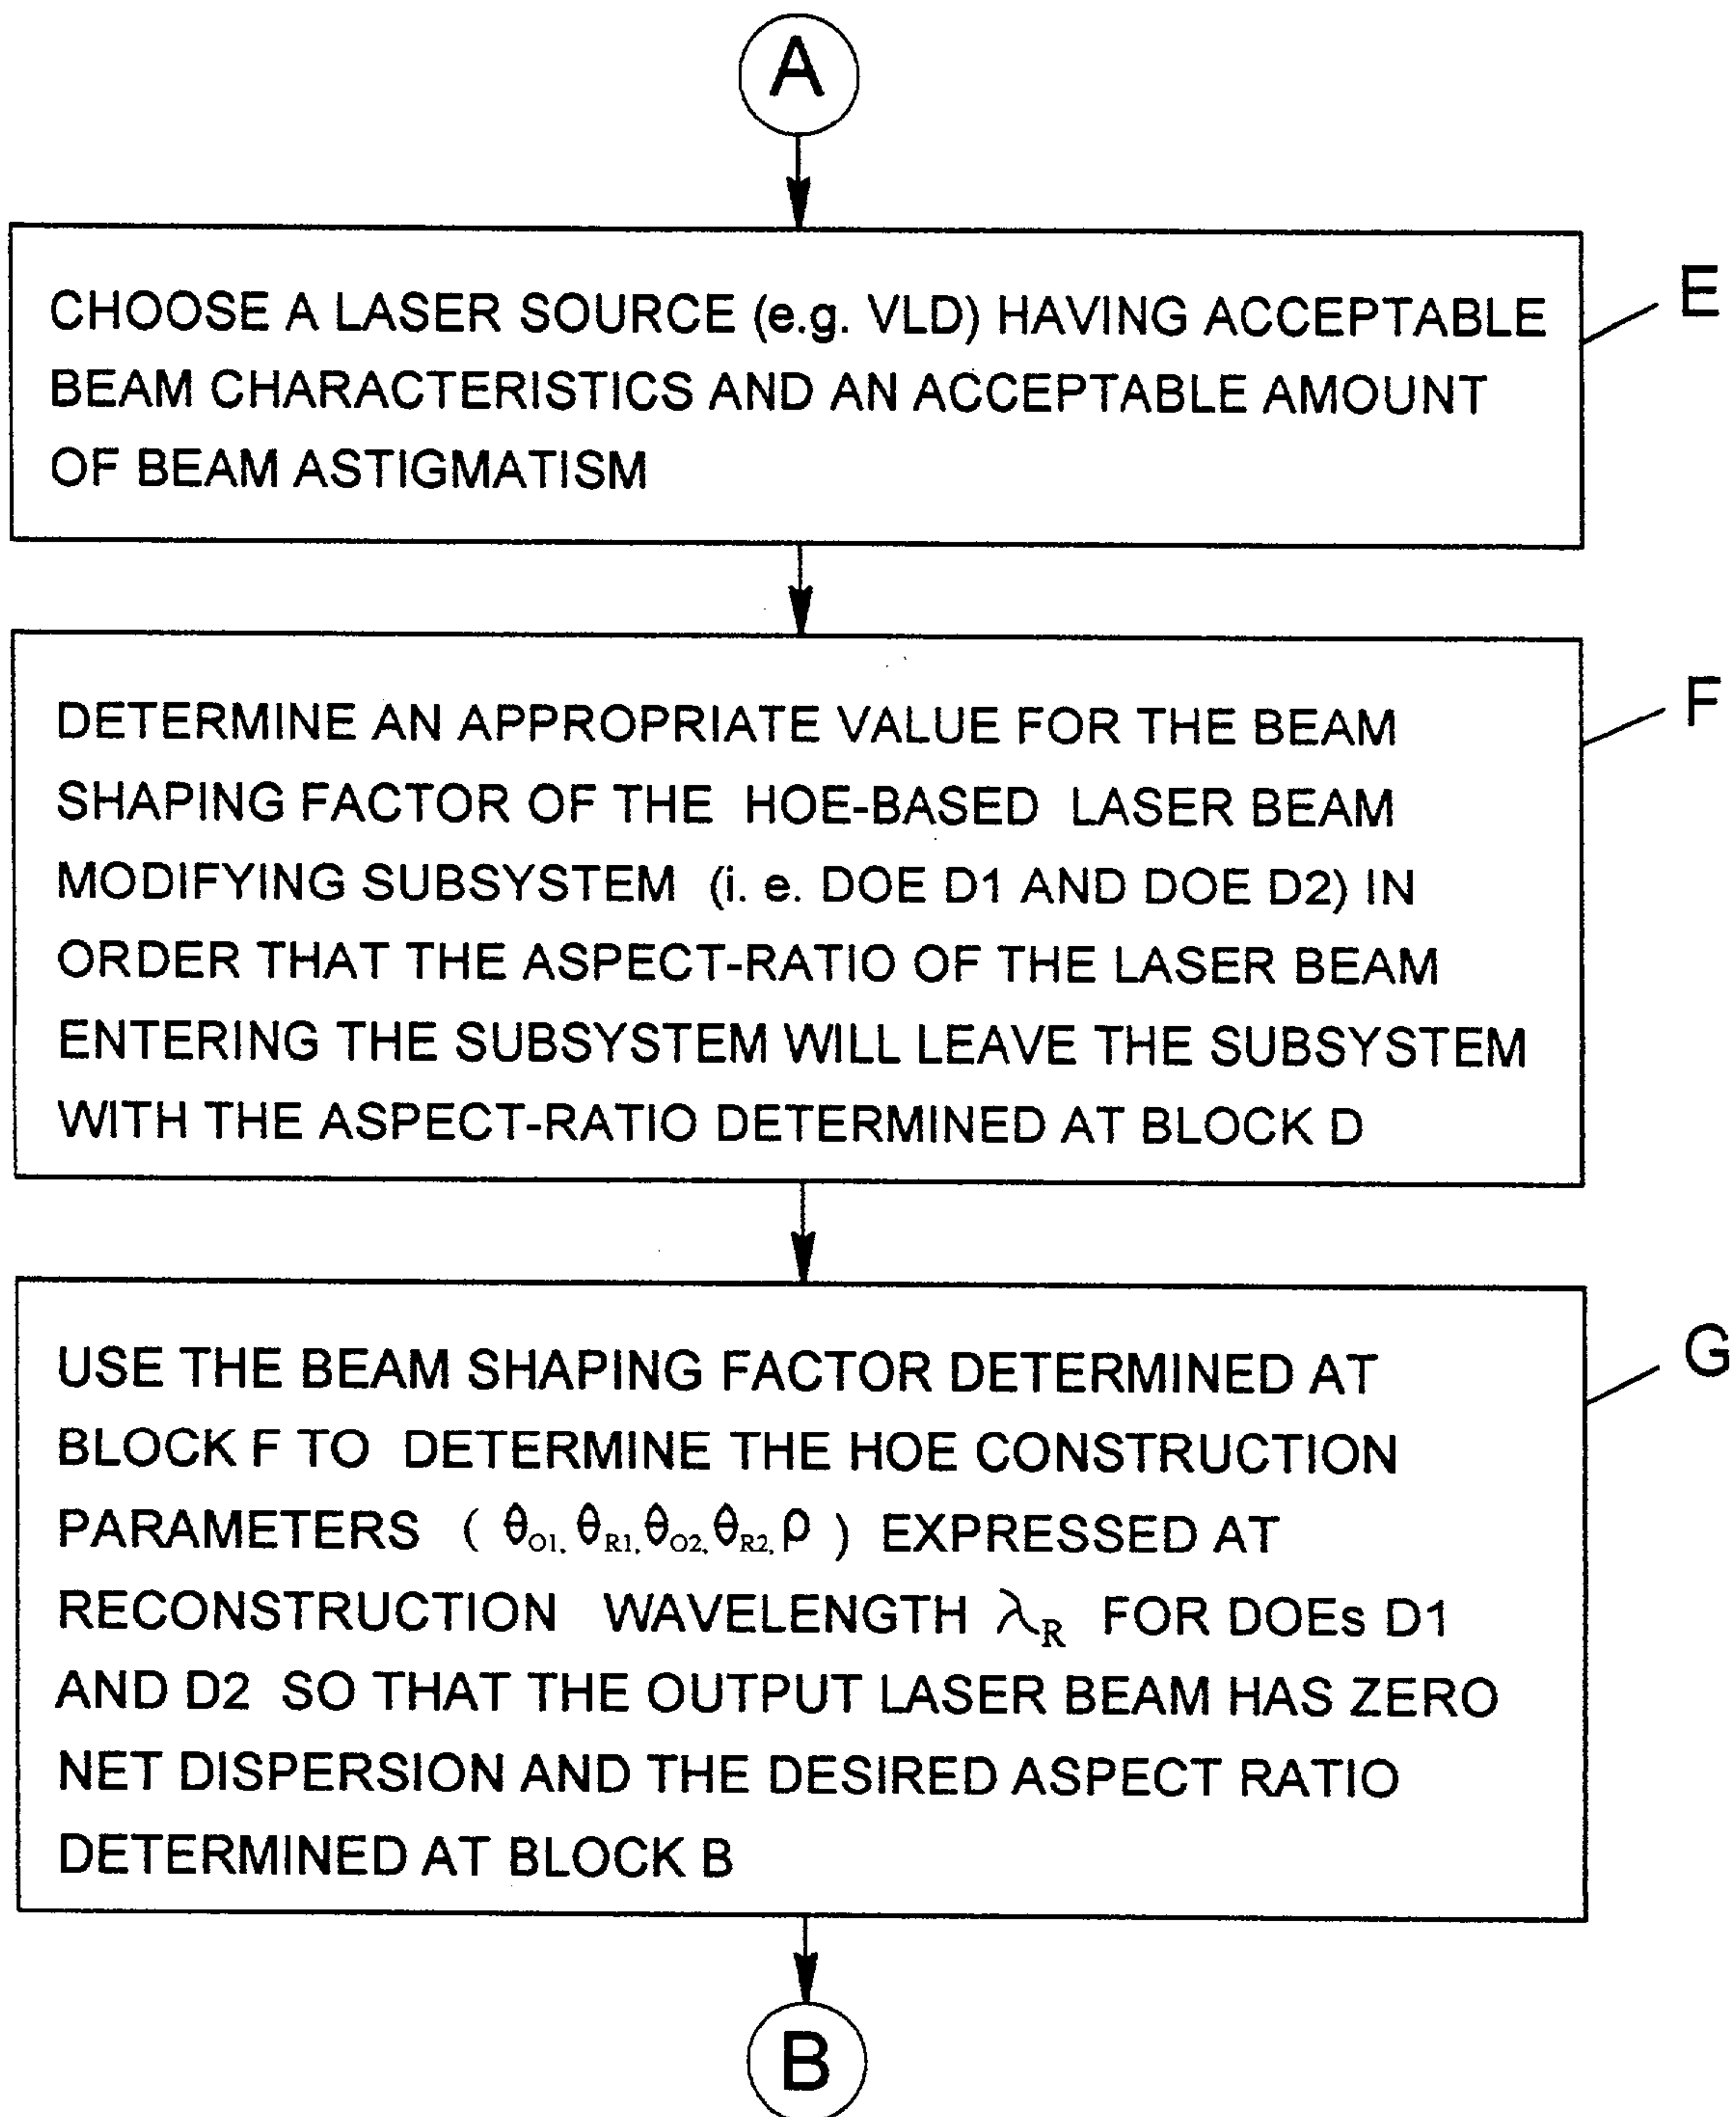 A
CHOOSE A LASER SOURCE (e.g. VLD) HAVING ACCEPTABLE
BEAM CHARACTERISTICS AND AN ACCEPTABLE AMOUNT
OF BEAM ASTIGMATISM
E
DETERMINE AN APPROPRIATE VALUE FOR THE BEAM
SHAPING FACTOR OF THE HOE-BASED LASER BEAM
MODIFYING SUBSYSTEM (i. e. DOE D1 AND DOE D2) IN
ORDER THAT THE ASPECT-RATIO OF THE LASER BEAM
ENTERING THE SUBSYSTEM WILL LEAVE THE SUBSYSTEM
WITH THE ASPECT-RATIO DETERMINED AT BLOCK D
F
USE THE BEAM SHAPING FACTOR DETERMINED AT
BLOCK F TO DETERMINE THE HOE CONSTRUCTION
PARAMETERS ( θO1, θR1, θO2, θR2, ρ ) EXPRESSED AT
RECONSTRUCTION WAVELENGTH λR FOR DOEs D1
AND D2 SO THAT THE OUTPUT LASER BEAM HAS ZERO
NET DISPERSION AND THE DESIRED ASPECT RATIO
DETERMINED AT BLOCK B
G
B